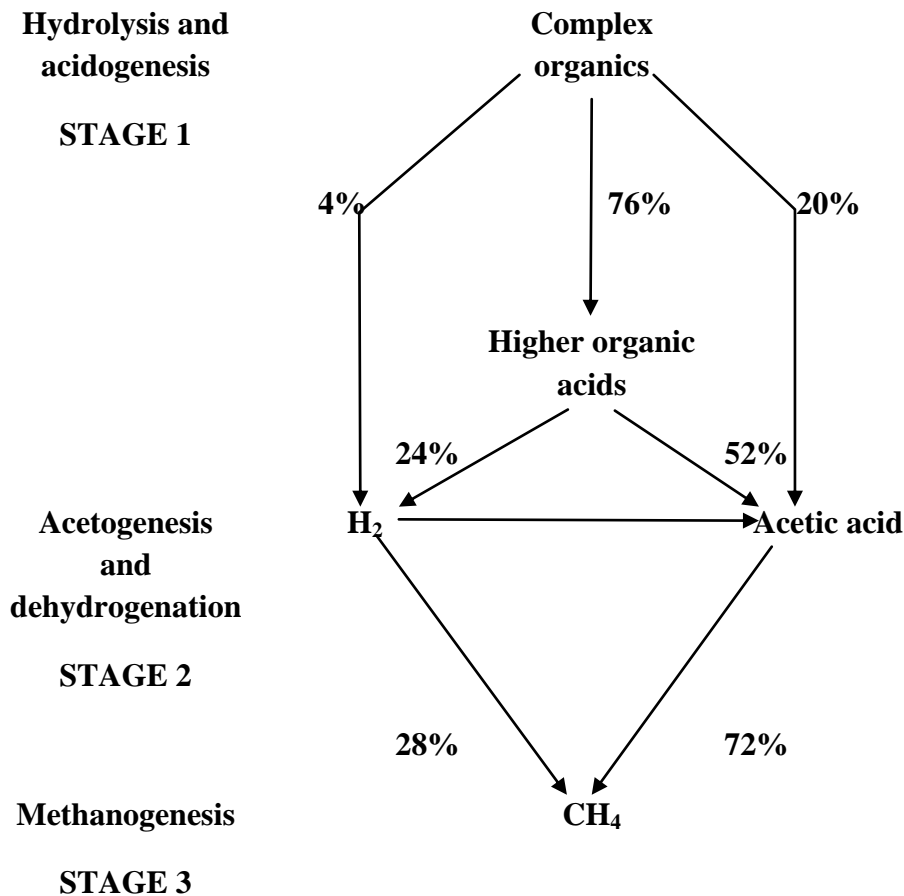 Hydrolysis and
acidogenesis
STAGE 1
Complex
organics
4%
76%
20%
Higher organic
acids
24%
52%
H₂
Acetic acid
Acetogenesis
and
dehydrogenation
STAGE 2
28%
72%
Methanogenesis
CH₄
STAGE 3